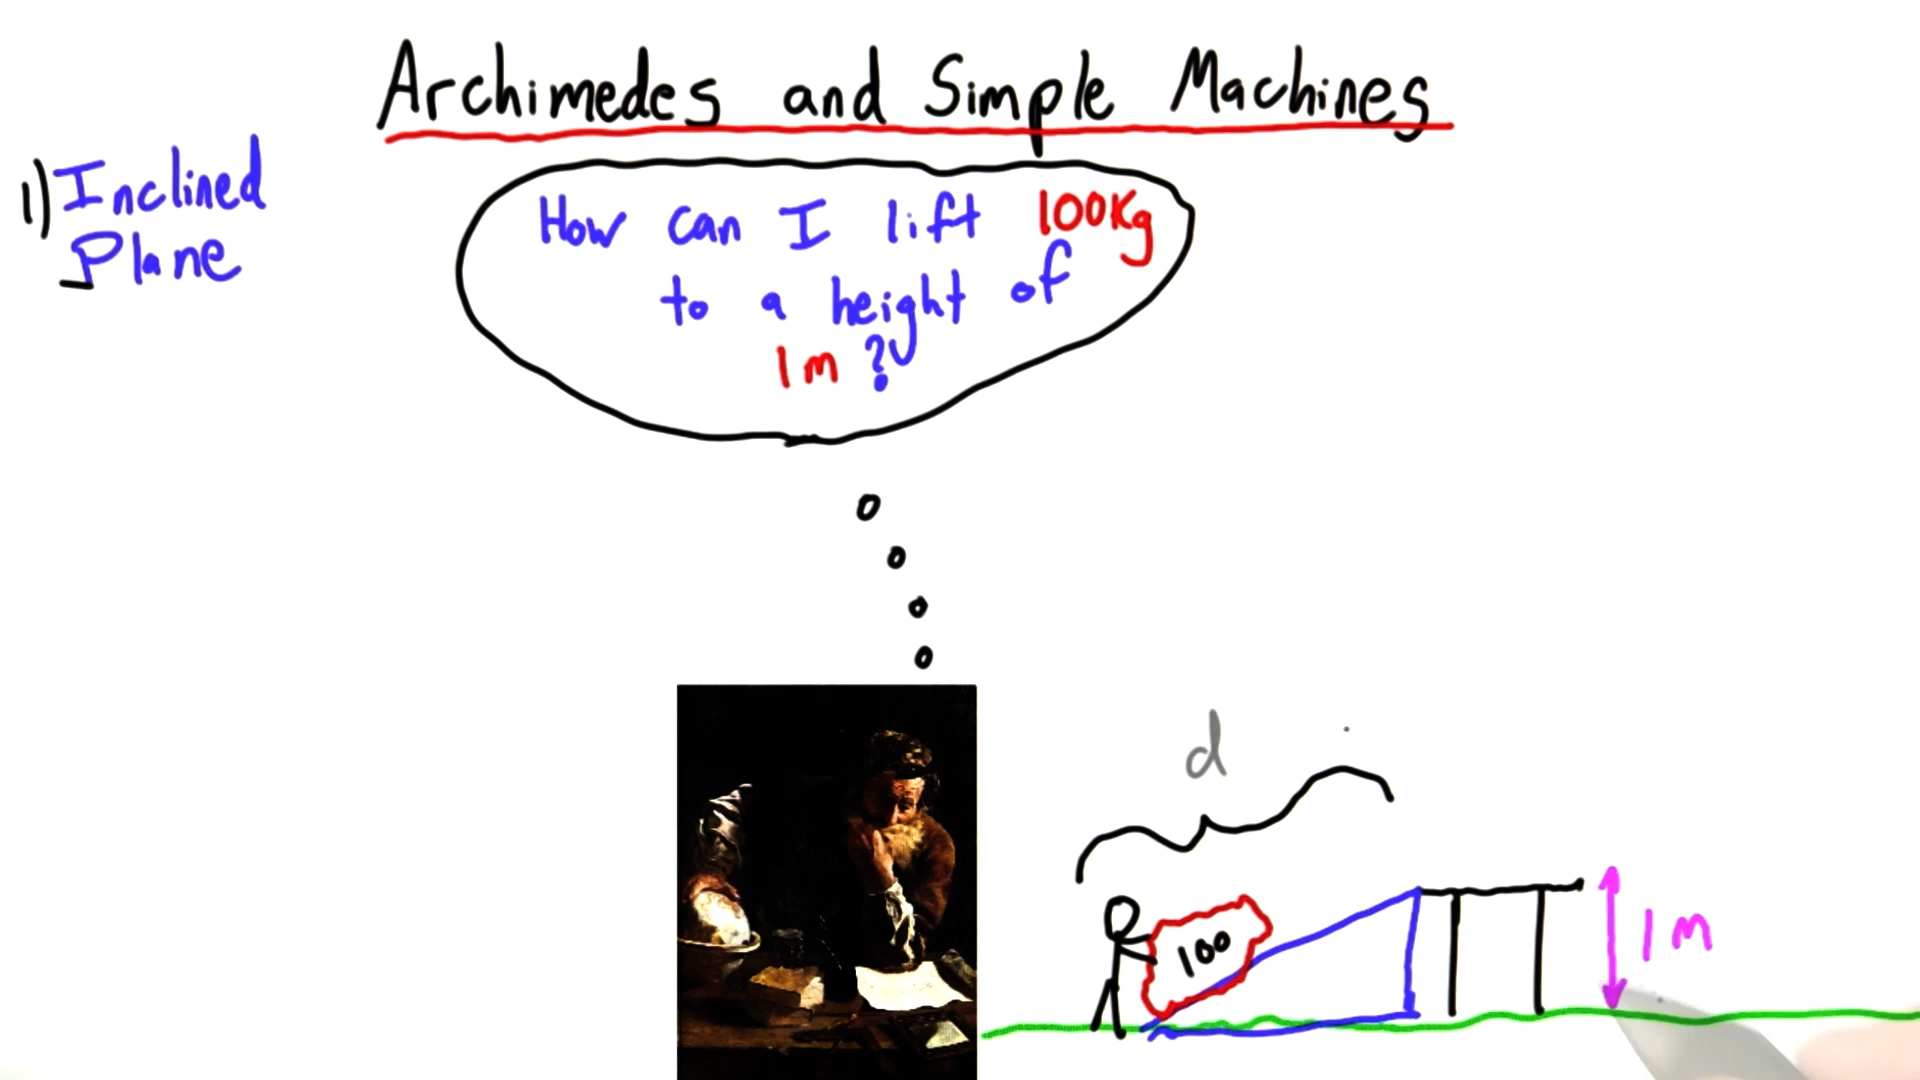 Archimedes and Simple Machines
1) Inclined
Plane
How can I lift 100Kg
to a height of
1m ?
d
100
1m